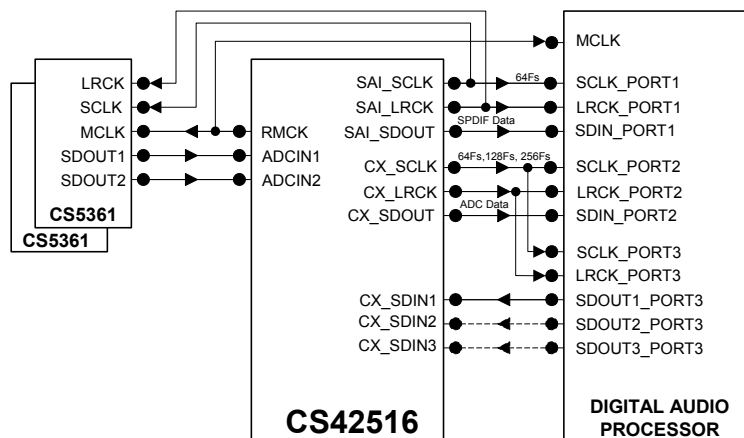 LRCK
SCLK
MCLK
SDOUT1
SDOUT2
CS5361
CS5361
RMCK
ADCIN1
ADCIN2
SAI_SCLK
SAI_LRCK
SAI_SDOUT
CX_SCLK
CX_LRCK
CX_SDOUT
CX_SDIN1
CX_SDIN2
CX_SDIN3
CS42516
64Fs
SPDIF Data
64Fs,128Fs, 256Fs
ADC Data
MCLK
SCLK_PORT1
LRCK_PORT1
SDIN_PORT1
SCLK_PORT2
LRCK_PORT2
SDIN_PORT2
SCLK_PORT3
LRCK_PORT3
SDOUT1_PORT3
SDOUT2_PORT3
SDOUT3_PORT3
DIGITAL AUDIO
PROCESSOR